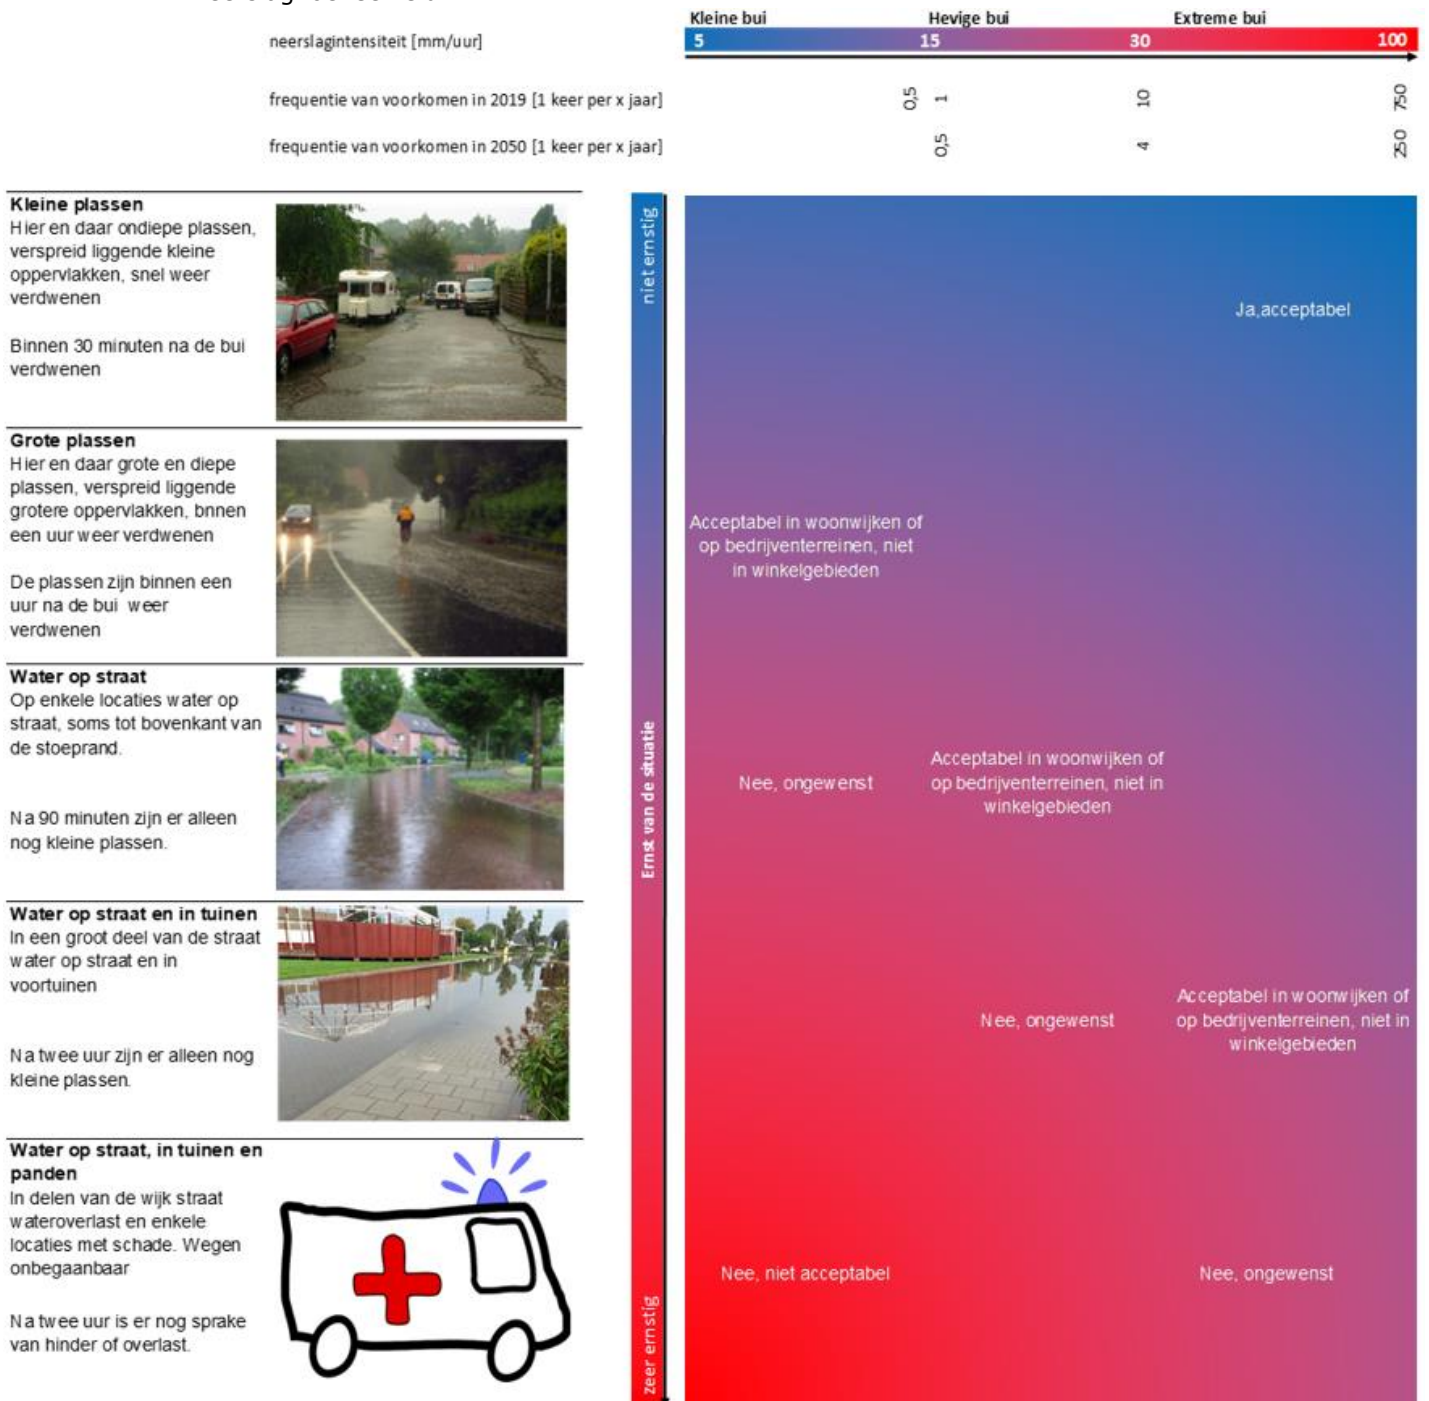 Kleine bui Hevige bui Extreme bui
neerslagintensiteit [mm/uur] 5 15 30 100
frequentie van voorkomen in 2019 [1 keer per x jaar] 0,5 1 10 750
frequentie van voorkomen in 2050 [1 keer per x jaar] 0,5 4 250
Kleine plassen
Hier en daar ondiepe plassen,
verspreid liggende kleine
oppervlakken, snel weer
verdwenen
Binnen 30 minuten na de bui
verdwenen
Grote plassen
Hier en daar grote en diepe
plassen, verspreid liggende
grotere oppervlakken, bnnen
een uur weer verdwenen
De plassen zijn binnen een
uur na de bui weer
verdwenen
Water op straat
Op enkele locaties water op
straat, soms tot bovenkant van
de stoeprand.
Na 90 minuten zijn er alleen
nog kleine plassen.
Water op straat en in tuinen
In een groot deel van de straat
water op straat en in
voortuinen
Na twee uur zijn er alleen nog
kleine plassen.
Water op straat, in tuinen en
panden
In delen van de wijk straat
wateroverlast en enkele
locaties met schade. Wegen
onbegaanbaar
Na twee uur is er nog sprake
van hinder of overlast.
niet ernstig
Ernst van de situatie
zeer ernstig
Ja,acceptabel
Acceptabel in woonwijken of
op bedrijventerreinen, niet
in winkelgebieden
Nee, ongewenst
Acceptabel in woonwijken of
op bedrijventerreinen, niet in
winkelgebieden
Nee, ongewenst
Acceptabel in woonwijken of
op bedrijventerreinen, niet in
winkelgebieden
Nee, niet acceptabel
Nee, ongewenst